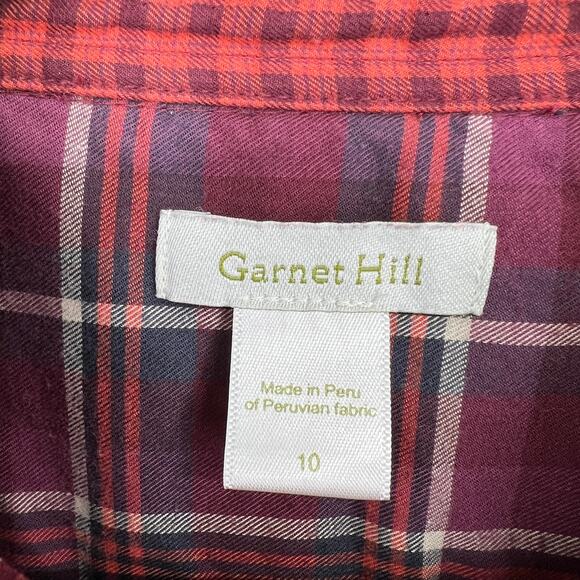 Garnet Hill
Made in Peru
of Peruvian fabric
10